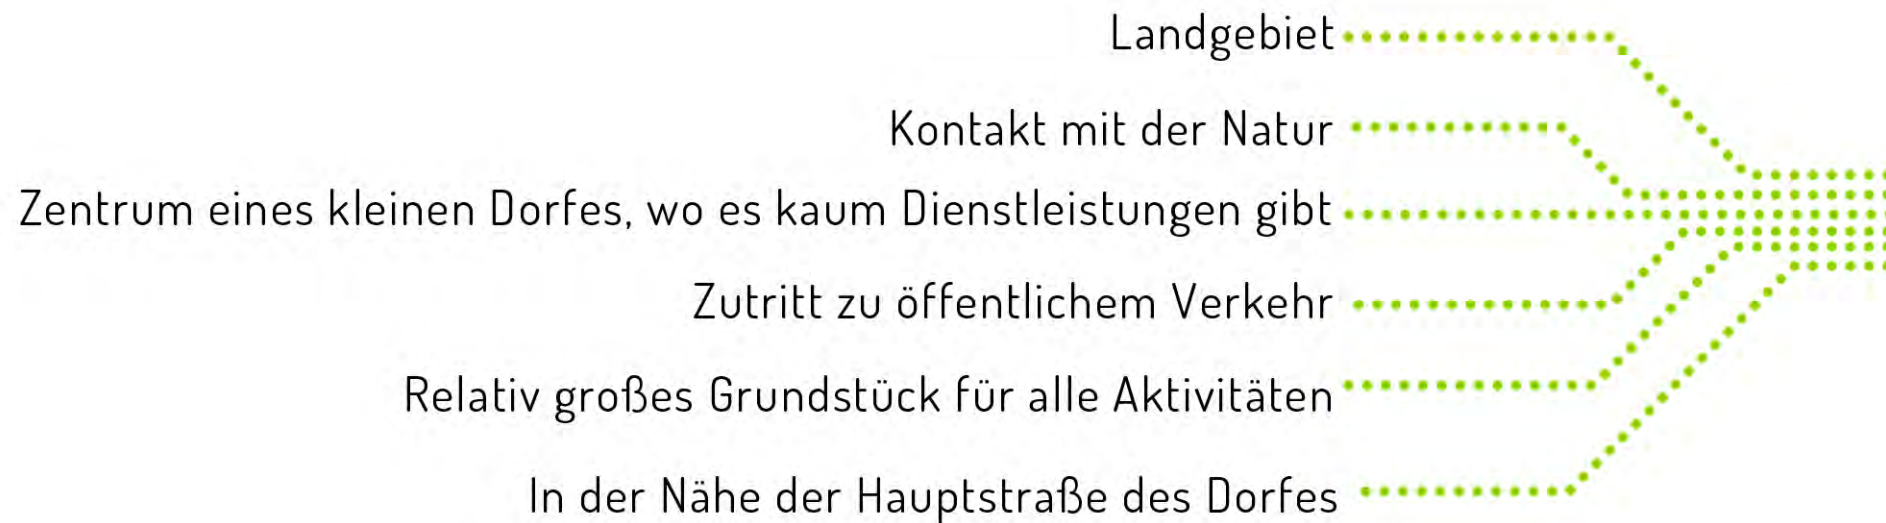 Landgebiet
Kontakt mit der Natur
Zentrum eines kleinen Dorfes, wo es kaum Dienstleistungen gibt
Zutritt zu öffentlichem Verkehr
Relativ großes Grundstück für alle Aktivitäten
In der Nähe der Hauptstraße des Dorfes